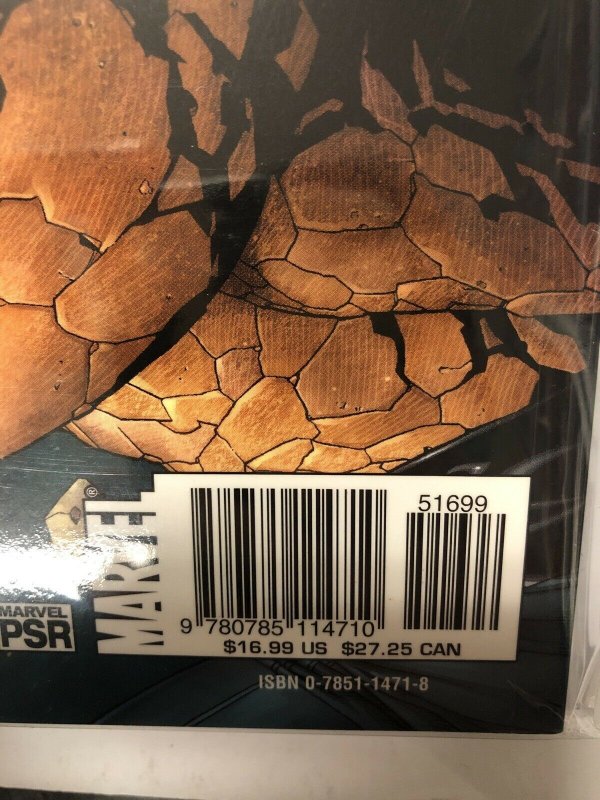 51699
9 780785 114710
$16.99 US $27.25 CAN
ISBN 0-7851-1471-8
MARVEL
MARVEL
PSR